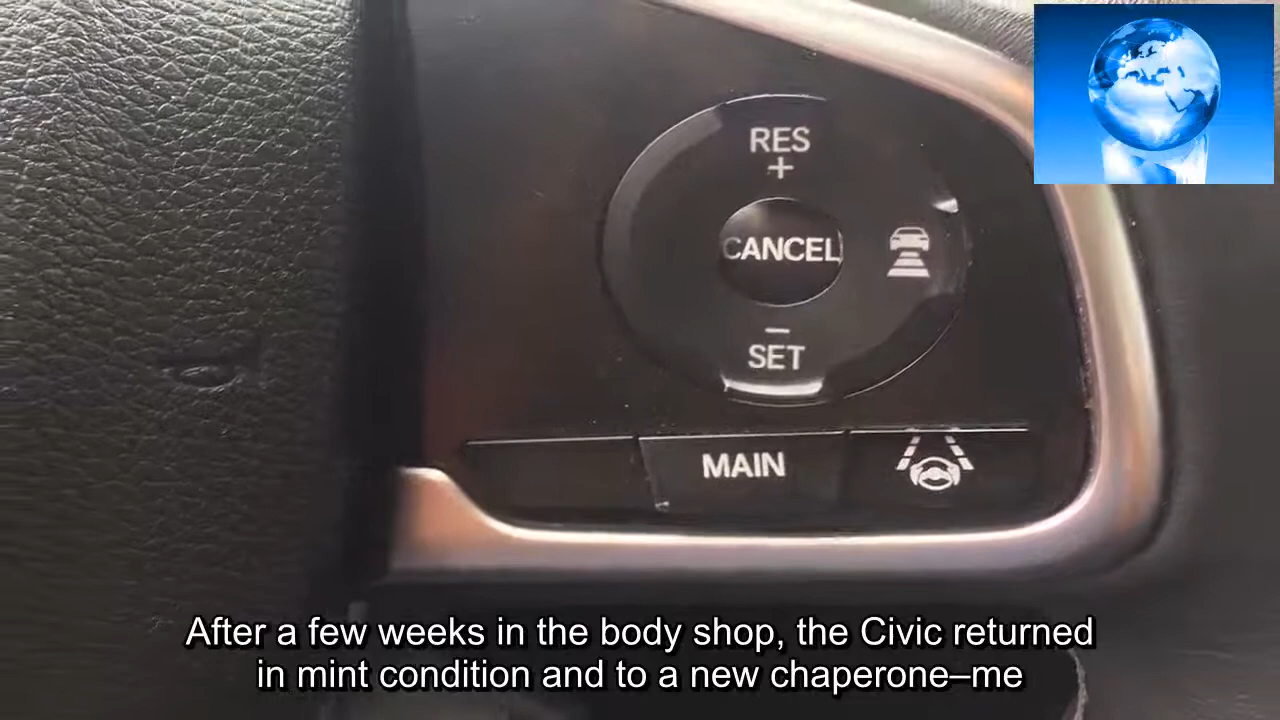 RES
+
CANCEL
–
SET
MAIN
After a few weeks in the body shop, the Civic returned
in mint condition and to a new chaperone–me